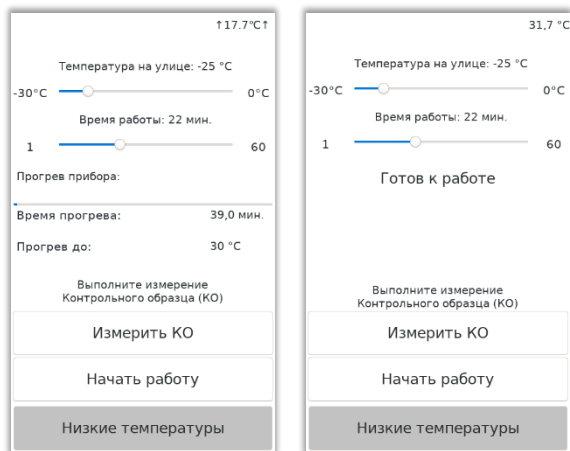 ↑17.7°C↑
Температура на улице: -25 °C
-30°C 0°C
Время работы: 22 мин.
1 60
Прогрев прибора:
Время прогрева: 39,0 мин.
Прогрев до: 30 °C
Выполните измерение
Контрольного образца (КО)
Измерить КО
Начать работу
Низкие температуры
31,7 °C
Температура на улице: -25 °C
-30°C 0°C
Время работы: 22 мин.
1 60
Готов к работе
Выполните измерение
Контрольного образца (КО)
Измерить КО
Начать работу
Низкие температуры